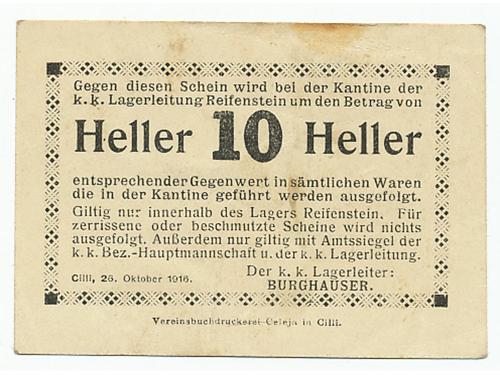 Gegen diesen Schein wird bei der Kantine der
k. k. Lagerleitung Reifenstein um den Betrag von
Heller 10 Heller
entsprechender Gegenwert in sämtlichen Waren
die in der Kantine geführt werden ausgefolgt.
Giltig nur innerhalb des Lagers Reifenstein. Für
zerrissene oder beschmutzte Scheine wird nichts
ausgefolgt. Außerdem nur giltig mit Amtssiegel der
k. k. Bez.-Hauptmannschaft u. der k. k. Lagerleitung.
Cilli, 26. Oktober 1916.
Der k. k. Lagerleiter:
BURGHAUSER.
Vereinsbuchdruckerei Celeja in Cilli.